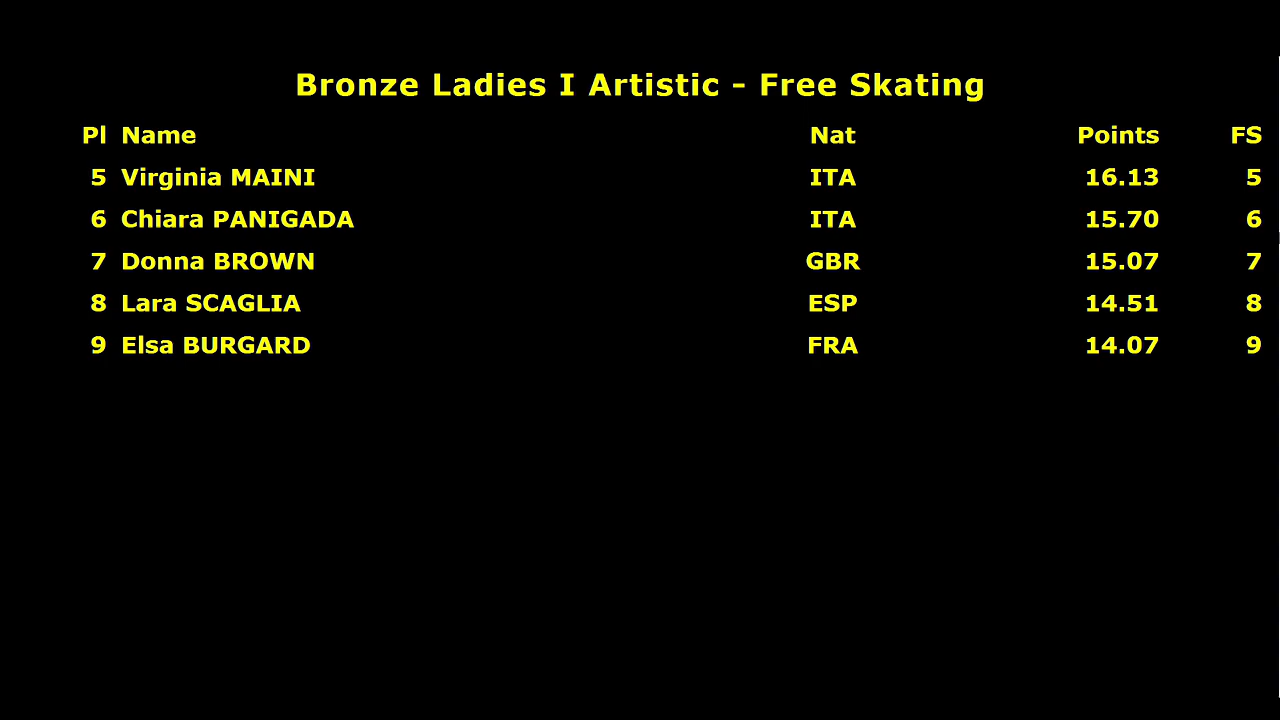 Bronze Ladies I Artistic - Free Skating
Pl Name Nat Points FS
5 Virginia MAINI ITA 16.13 5
6 Chiara PANIGADA ITA 15.70 6
7 Donna BROWN GBR 15.07 7
8 Lara SCAGLIA ESP 14.51 8
9 Elsa BURGARD FRA 14.07 9